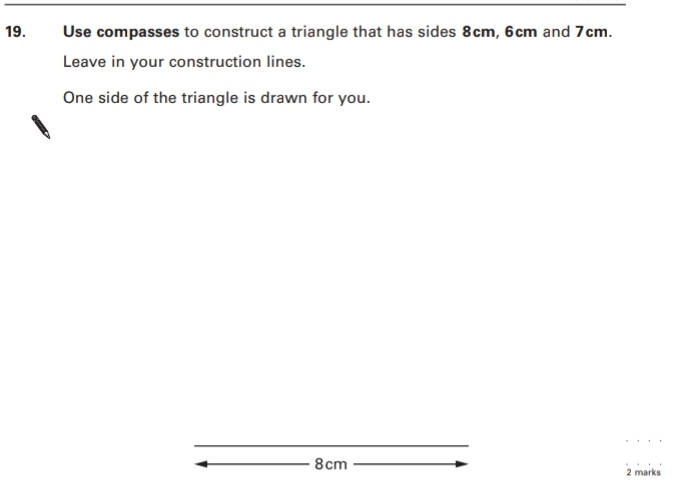 19. Use compasses to construct a triangle that has sides 8cm, 6cm and 7cm.
Leave in your construction lines.
One side of the triangle is drawn for you.
8cm
2 marks